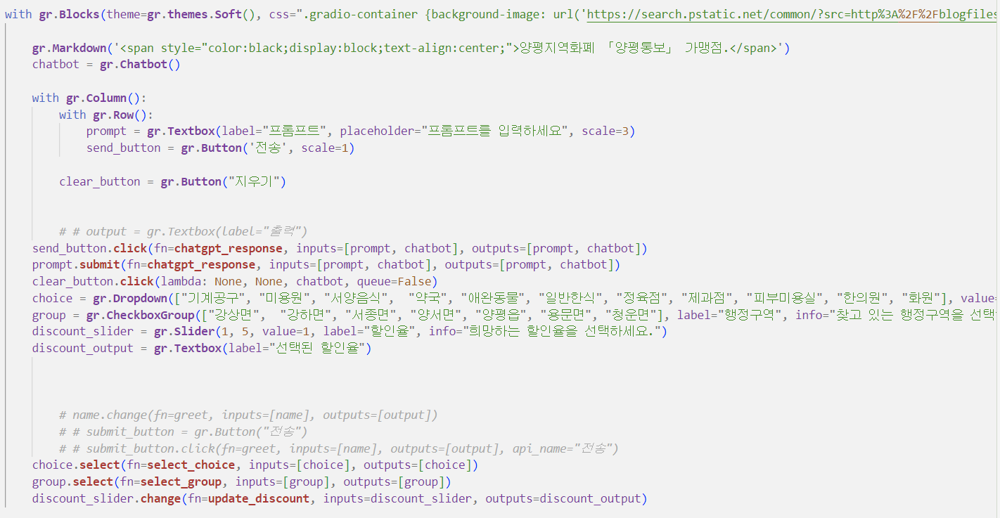 with gr.Blocks(theme=gr.themes.Soft(), css=".gradio-container {background-image: url('https://search.pstatic.net/common/?src=http%3A%2F%2Fblogfiles
gr.Markdown('<span style="color:black;display:block;text-align:center;">양평지역화폐 「양평통보」 가맹점.</span>')
chatbot = gr.Chatbot()
with gr.Column():
with gr.Row():
prompt = gr.Textbox(label="프롬프트", placeholder="프롬프트를 입력하세요", scale=3)
send_button = gr.Button('전송', scale=1)
clear_button = gr.Button("지우기")
# # output = gr.Textbox(label="출력")
send_button.click(fn=chatgpt_response, inputs=[prompt, chatbot], outputs=[prompt, chatbot])
prompt.submit(fn=chatgpt_response, inputs=[prompt, chatbot], outputs=[prompt, chatbot])
clear_button.click(lambda: None, None, chatbot, queue=False)
choice = gr.Dropdown(["기계공구", "미용원", "서양음식",  "약국", "애완동물", "일반한식", "정육점", "제과점", "피부미용실", "한의원", "화원"], value=
group = gr.CheckboxGroup(["강상면",  "강하면", "서종면", "양서면", "양평읍", "용문면", "청운면"], label="행정구역", info="찾고 있는 행정구역을 선택
discount_slider = gr.Slider(1, 5, value=1, label="할인율", info="희망하는 할인율을 선택하세요.")
discount_output = gr.Textbox(label="선택된 할인율")
# name.change(fn=greet, inputs=[name], outputs=[output])
# # submit_button = gr.Button("전송")
# # submit_button.click(fn=greet, inputs=[name], outputs=[output], api_name="전송")
choice.select(fn=select_choice, inputs=[choice], outputs=[choice])
group.select(fn=select_group, inputs=[group], outputs=[group])
discount_slider.change(fn=update_discount, inputs=discount_slider, outputs=discount_output)